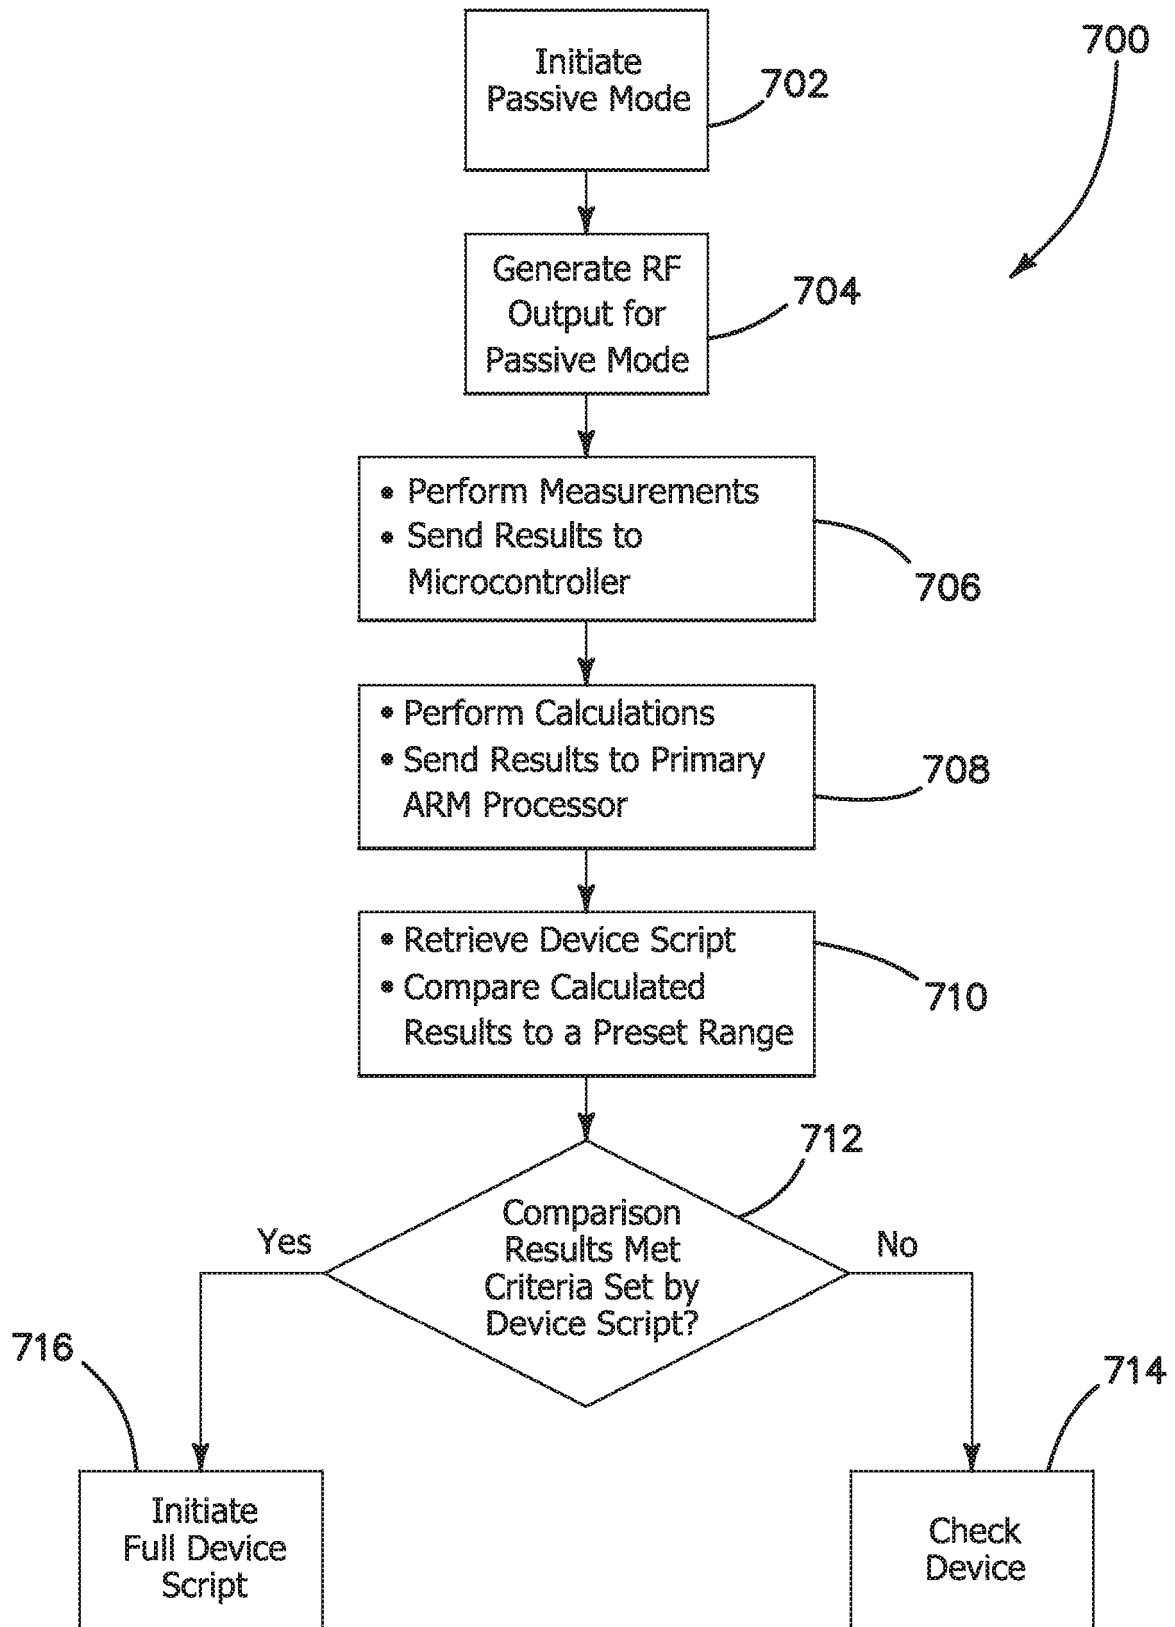 700
Initiate
Passive Mode
702
Generate RF
Output for
Passive Mode
704
• Perform Measurements
• Send Results to
Microcontroller
706
• Perform Calculations
• Send Results to Primary
ARM Processor
708
• Retrieve Device Script
• Compare Calculated
Results to a Preset Range
710
712
Comparison
Results Met
Criteria Set by
Device Script?
Yes
No
716
714
Initiate
Full Device
Script
Check
Device